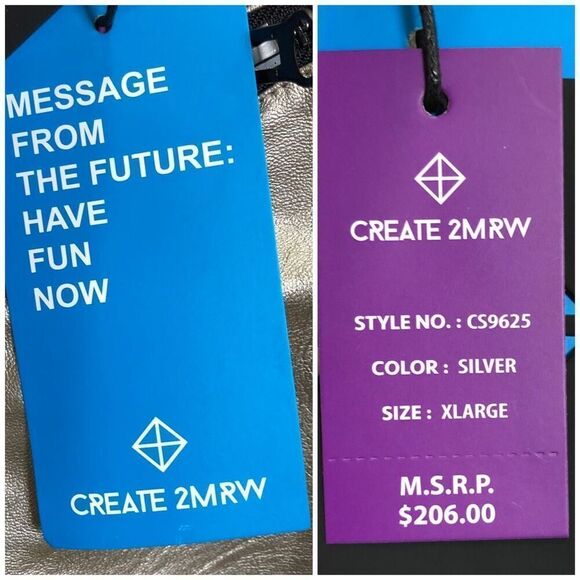 MESSAGE
FROM
THE FUTURE:
HAVE
FUN
NOW
CREATE 2MRW
CREATE 2MRW
STYLE NO. : CS9625
COLOR : SILVER
SIZE : XLARGE
M.S.R.P.
$206.00